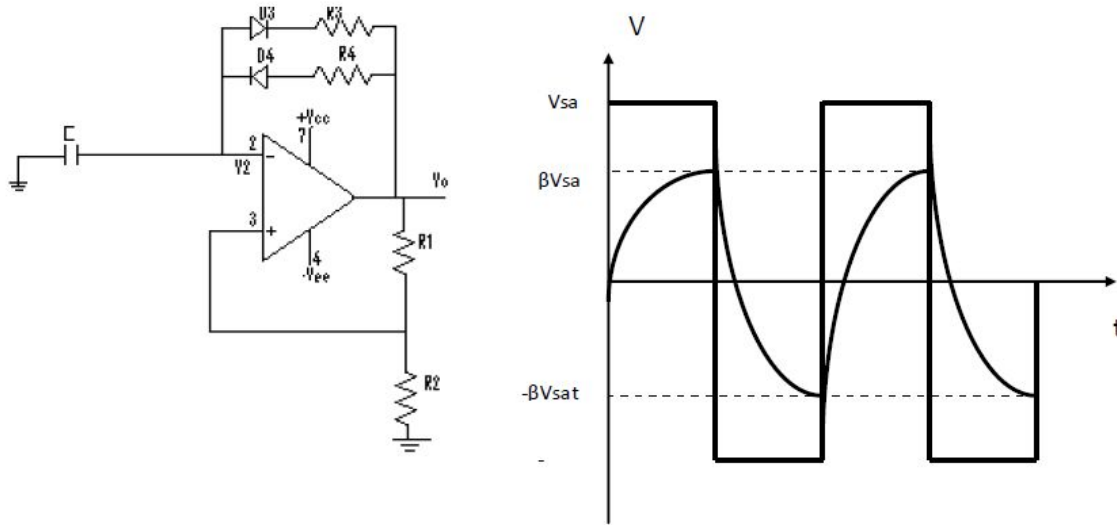 D3
R3
D4
R4
+Vcc
7
C
2
V2
-
Vo
3
+
4
-Vee
R1
R2
V
Vsa
βVsa
t
-βVsat
-